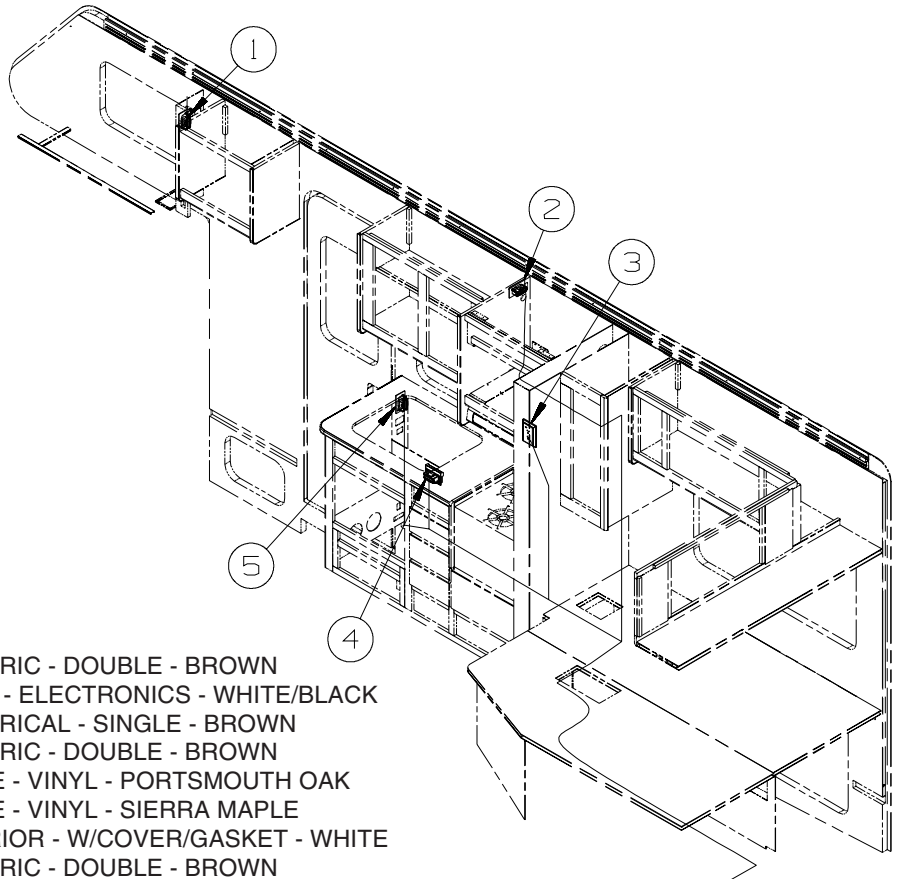 1
2
3
5
4
RIC - DOUBLE - BROWN
- ELECTRONICS - WHITE/BLACK
RICAL - SINGLE - BROWN
RIC - DOUBLE - BROWN
E - VINYL - PORTSMOUTH OAK
E - VINYL - SIERRA MAPLE
RIOR - W/COVER/GASKET - WHITE
RIC - DOUBLE - BROWN